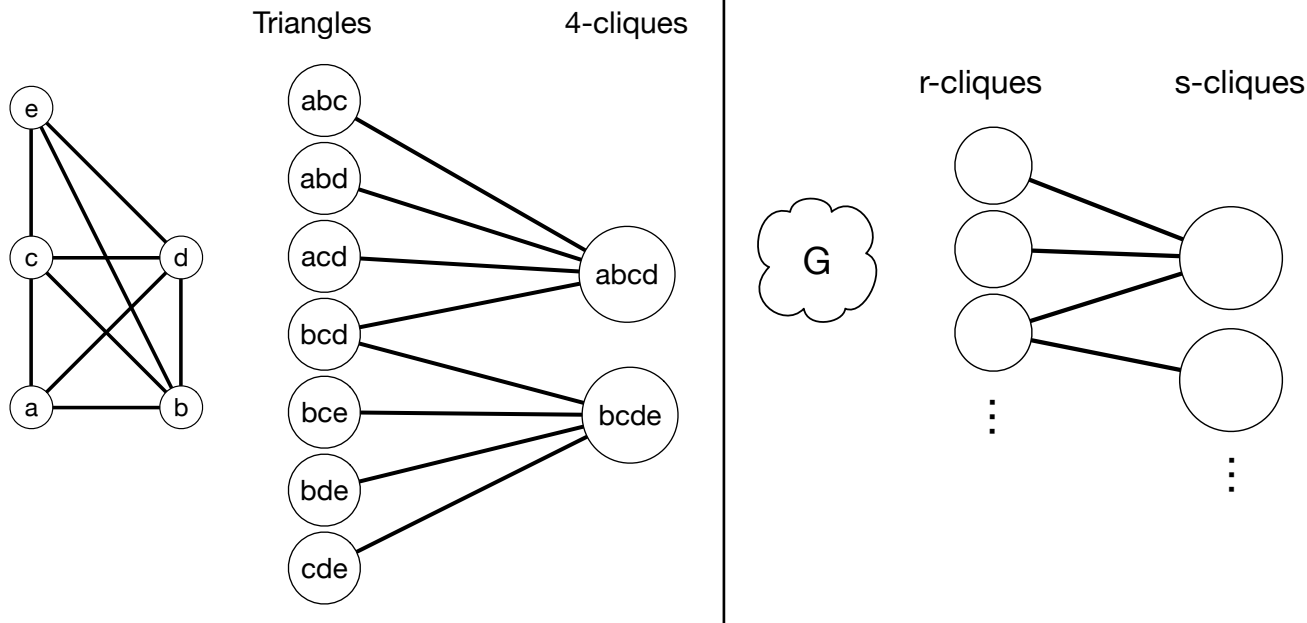 Triangles
4-cliques
e
c
d
a
b
abc
abd
acd
bcd
bce
bde
cde
abcd
bcde
r-cliques
s-cliques
G